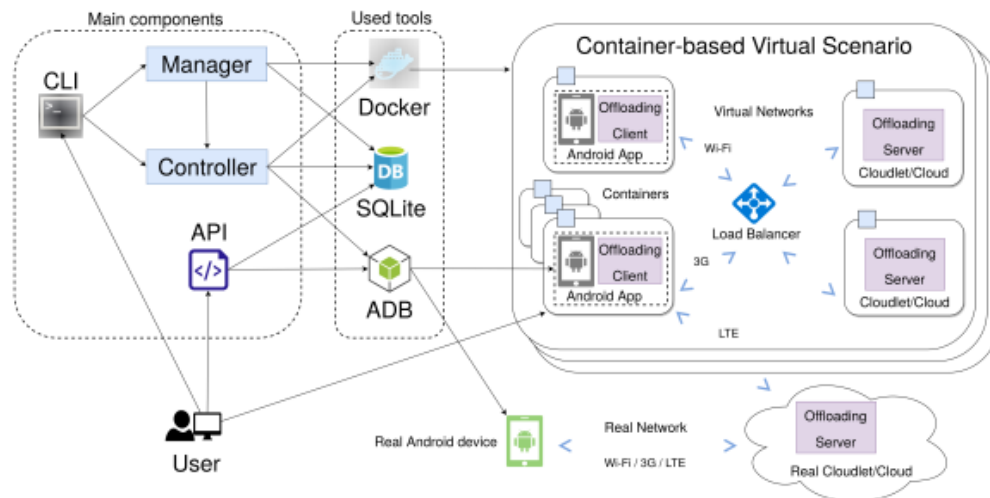 Main components
Used tools
Container-based Virtual Scenario
CLI
>_
Manager
Controller
API
</>
Docker
DB
SQLite
ADB
User
Offloading
Client
Android App
Containers
Offloading
Client
Android App
Virtual Networks
Wi-Fi
Load Balancer
3G
LTE
Offloading
Server
Cloudlet/Cloud
Offloading
Server
Cloudlet/Cloud
Real Android device
Real Network
Wi-Fi / 3G / LTE
Offloading
Server
Real Cloudlet/Cloud